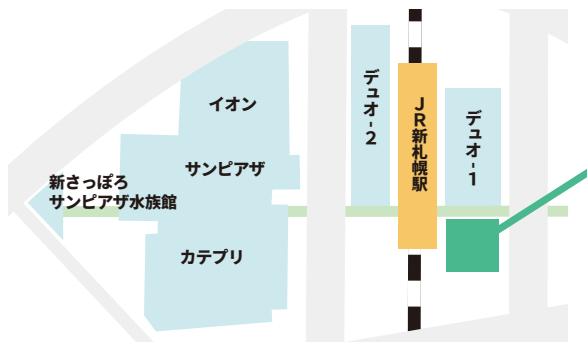 イオン
サンピアザ
新さっぽろ
サンピアザ水族館
カテプリ
デュオ-2
JR新札幌駅
デュオ-1